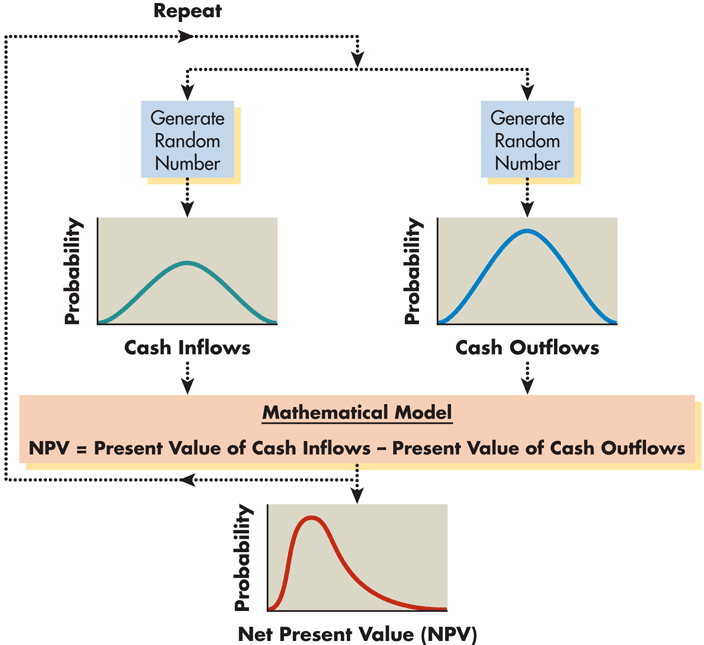 Repeat
Generate
Random
Number
Generate
Random
Number
Probability
Cash Inflows
Probability
Cash Outflows
Mathematical Model
NPV = Present Value of Cash Inflows – Present Value of Cash Outflows
Probability
Net Present Value (NPV)